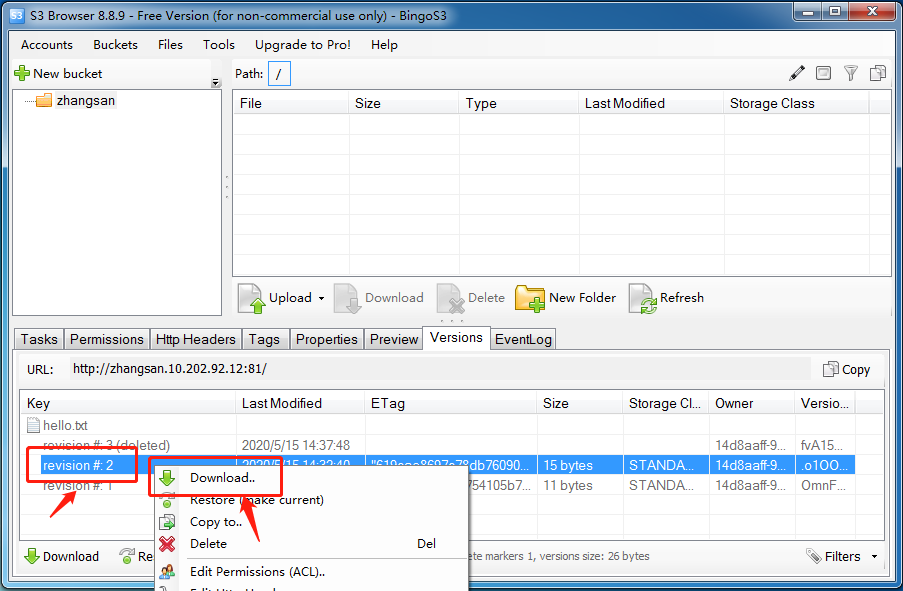 S3 Browser 8.8.9 - Free Version (for non-commercial use only) - BingoS3
Accounts Buckets Files Tools Upgrade to Pro! Help
New bucket
zhangsan
Path: /
File Size Type Last Modified Storage Class
Upload Download Delete New Folder Refresh
Tasks Permissions Http Headers Tags Properties Preview Versions EventLog
URL: http://zhangsan.10.202.92.12:81/ Copy
Key Last Modified ETag Size Storage Cl... Owner Versio...
hello.txt
revision #: 3 (deleted) 2020/5/15 14:37:48 14d8aaff-9... fvA15...
revision #: 2 2020/5/15 14:32:40 15 bytes STANDA... 14d8aaff-9... .o1OO...
revision #: 1 754105b7... 11 bytes STANDA... 14d8aaff-9... OmnF...
Download..
Restore (make current)
Copy to..
Delete Del
Edit Permissions (ACL)..
Download Re ete markers 1, versions size: 26 bytes Filters